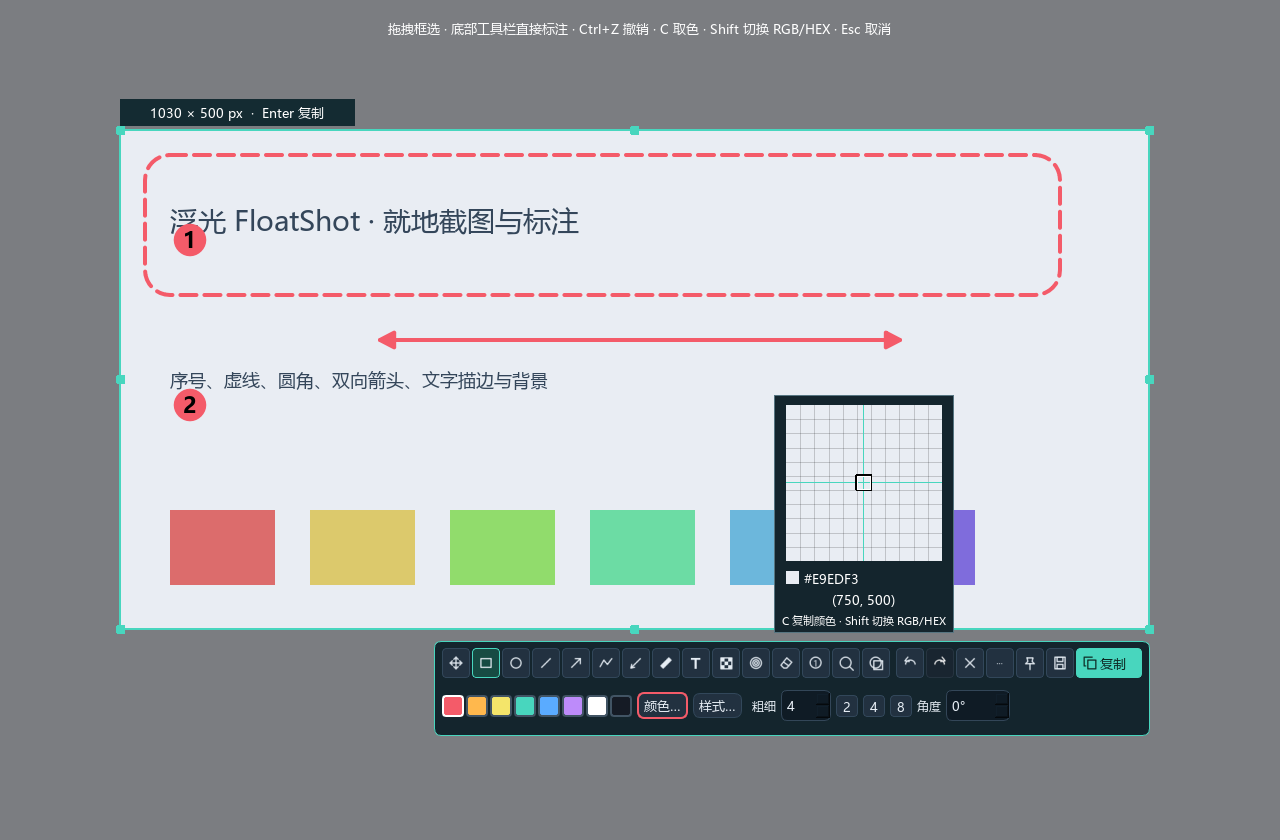 拖拽框选 · 底部工具栏直接标注 · Ctrl+Z 撤销 · C 取色 · Shift 切换 RGB/HEX · Esc 取消
1030 × 500 px · Enter 复制
浮光 FloatShot · 就地截图与标注
1
序号、虚线、圆角、双向箭头、文字描边与背景
2
#E9EDF3
(750, 500)
C 复制颜色 · Shift 切换 RGB/HEX
T 1 ··· 复制
颜色... 样式... 粗细 4 2 4 8 角度 0°